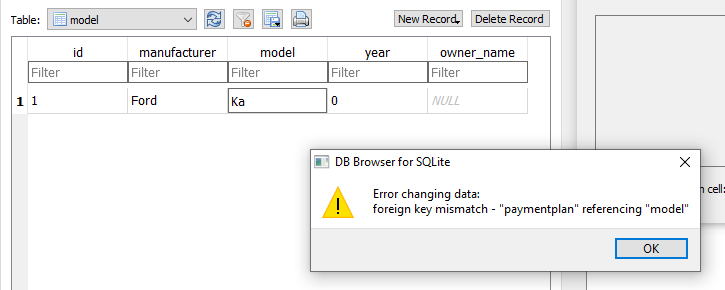 Table: model New Record Delete Record
id manufacturer model year owner_name
Filter Filter Filter Filter Filter
1 1 Ford Ka 0 NULL
DB Browser for SQLite
Error changing data:
foreign key mismatch - "paymentplan" referencing "model"
OK
cell: